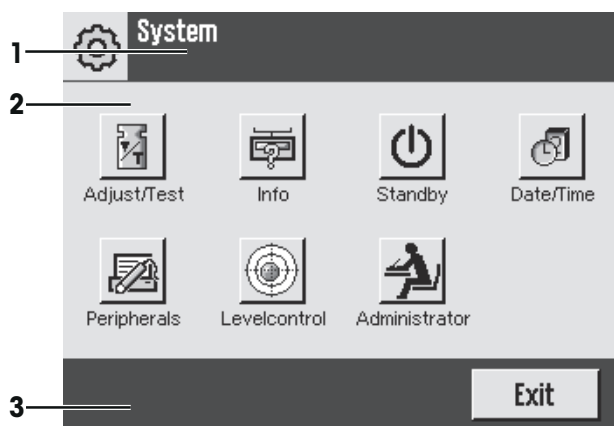 1
System
2
Adjust/Test Info Standby Date/Time
Peripherals Levelcontrol Administrator
3
Exit